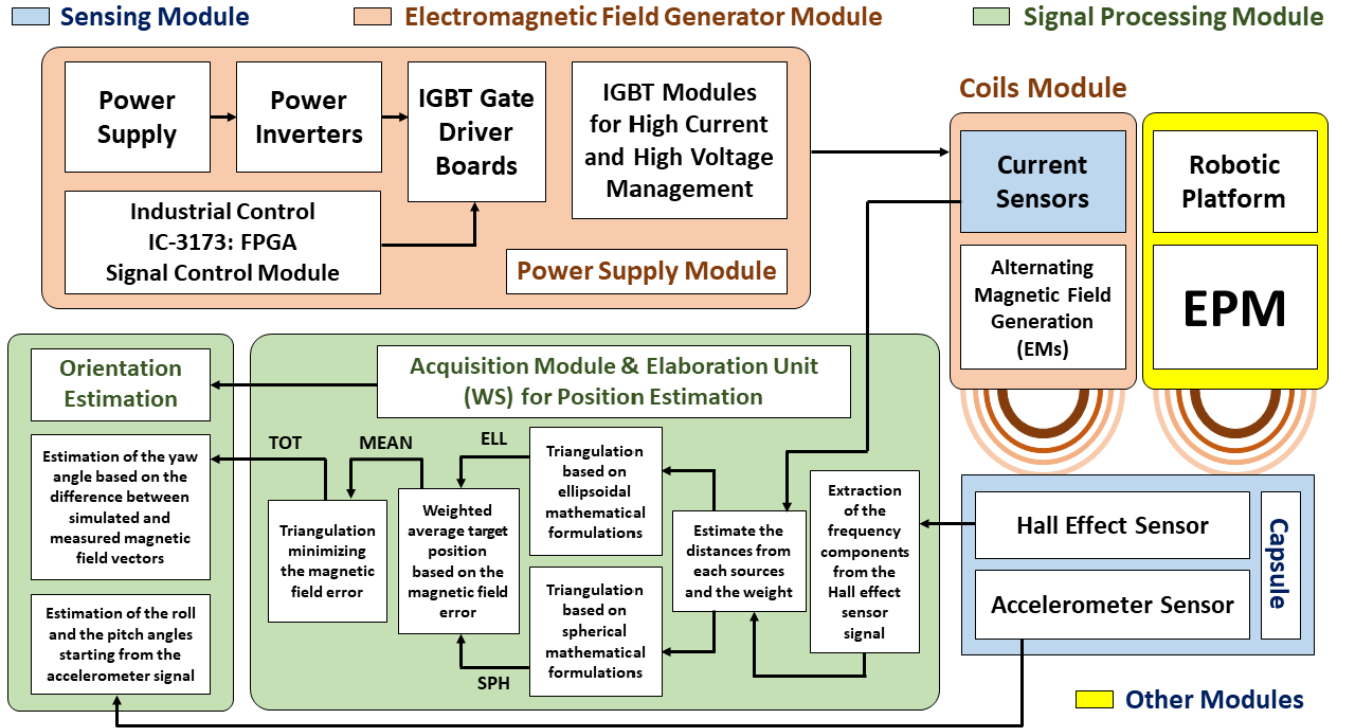 Sensing Module
Electromagnetic Field Generator Module
Signal Processing Module
Power
Supply
Power
Inverters
IGBT Gate
Driver
Boards
IGBT Modules
for High Current
and High Voltage
Management
Industrial Control
IC-3173: FPGA
Signal Control Module
Power Supply Module
Coils Module
Current
Sensors
Alternating
Magnetic Field
Generation
(EMs)
Robotic
Platform
EPM
Orientation
Estimation
Estimation of the yaw
angle based on the
difference between
simulated and
measured magnetic
field vectors
Estimation of the roll
and the pitch angles
starting from the
accelerometer signal
Acquisition Module & Elaboration Unit
(WS) for Position Estimation
TOT
MEAN
ELL
SPH
Triangulation
minimizing
the magnetic
field error
Weighted
average target
position
based on the
magnetic field
error
Triangulation
based on
ellipsoidal
mathematical
formulations
Triangulation
based on
spherical
mathematical
formulations
Estimate the
distances from
each sources
and the weight
Extraction
of the
frequency
components
from the
Hall effect
sensor
signal
Hall Effect Sensor
Accelerometer Sensor
Capsule
Other Modules